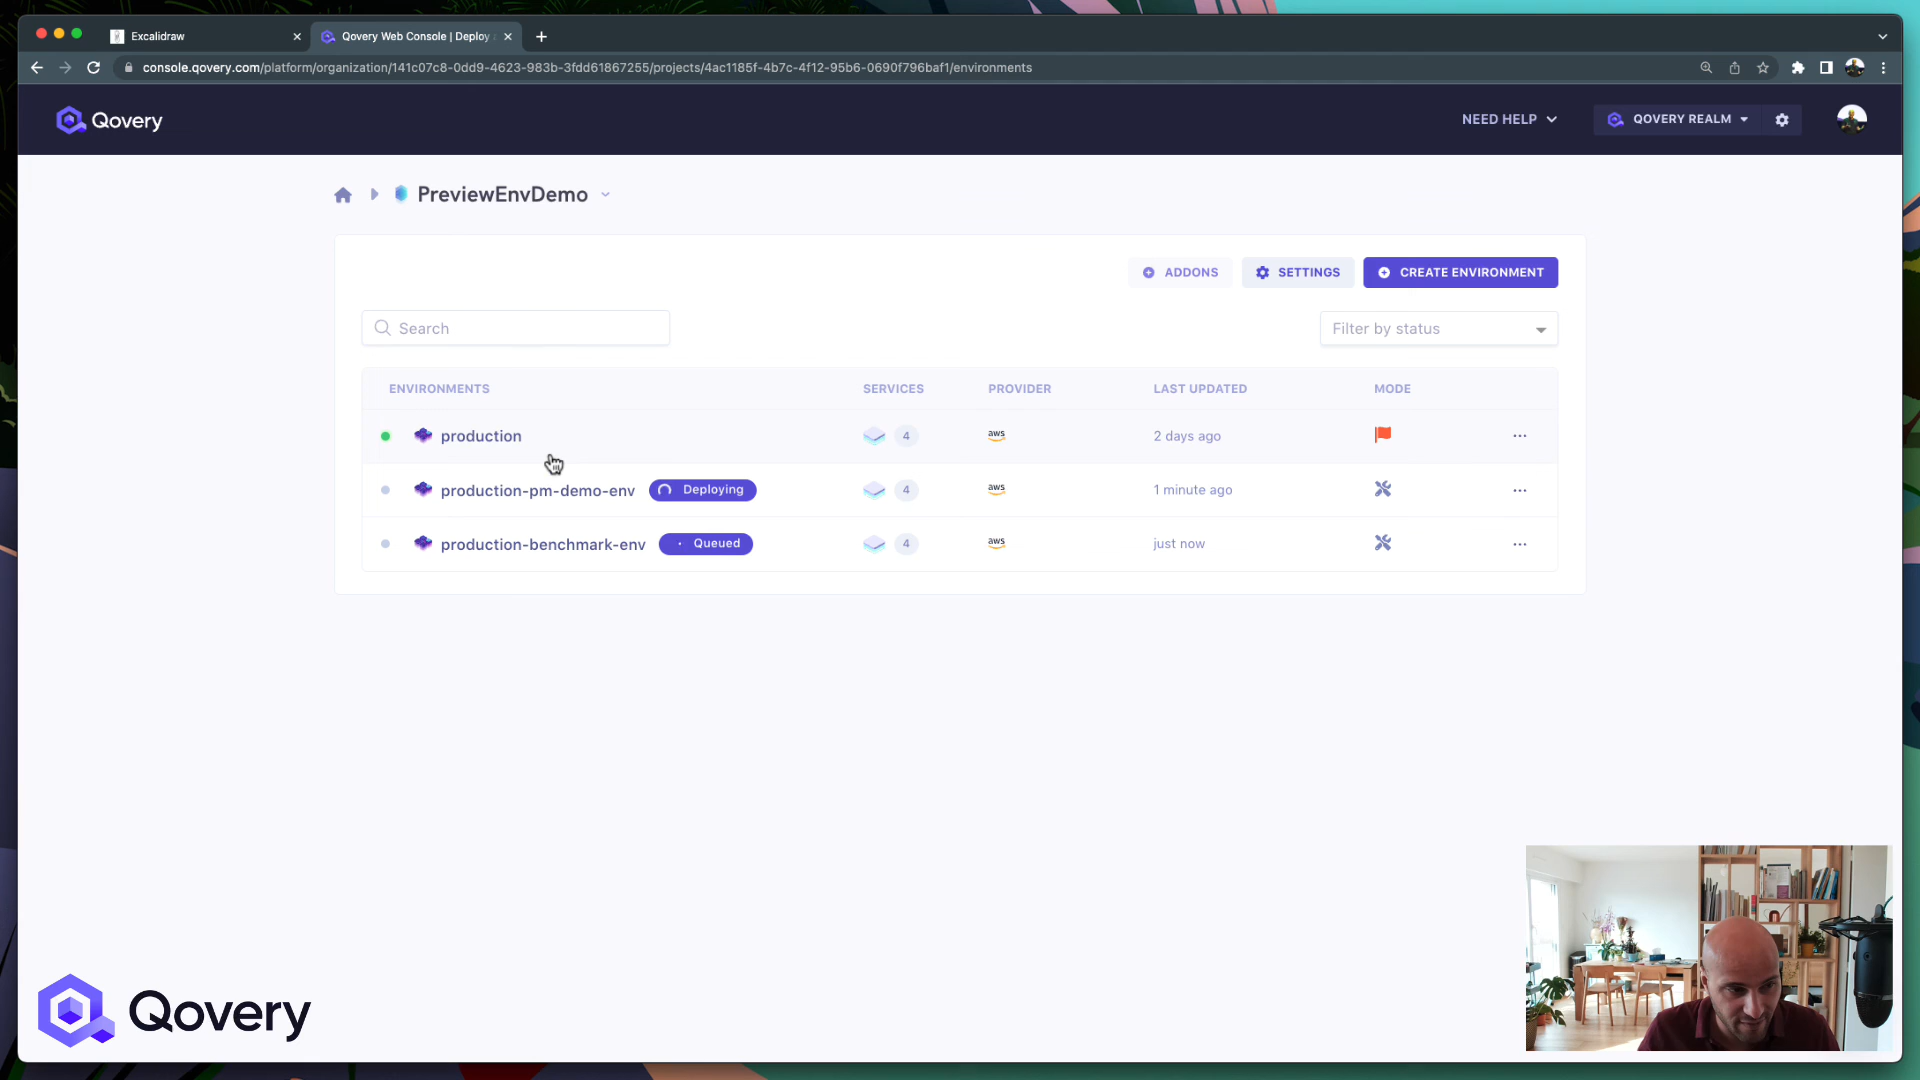 Excalidraw
Qovery Web Console | Deploy
console.qovery.com/platform/organization/141c07c8-0dd9-4623-983b-3fdd61867255/projects/4ac1185f-4b7c-4f12-95b6-0690f796baf1/environments
Qovery
NEED HELP
QOVERY REALM
PreviewEnvDemo
ADDONS
SETTINGS
CREATE ENVIRONMENT
Search
Filter by status
ENVIRONMENTS SERVICES PROVIDER LAST UPDATED MODE
production 4 aws 2 days ago
production-pm-demo-env Deploying 4 aws 1 minute ago
production-benchmark-env Queued 4 aws just now
Qovery